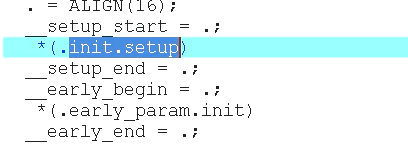 . = ALIGN(16);
__setup_start = .;
*(.init.setup)
__setup_end = .;
__early_begin = .;
*(.early_param.init)
__early_end = .;